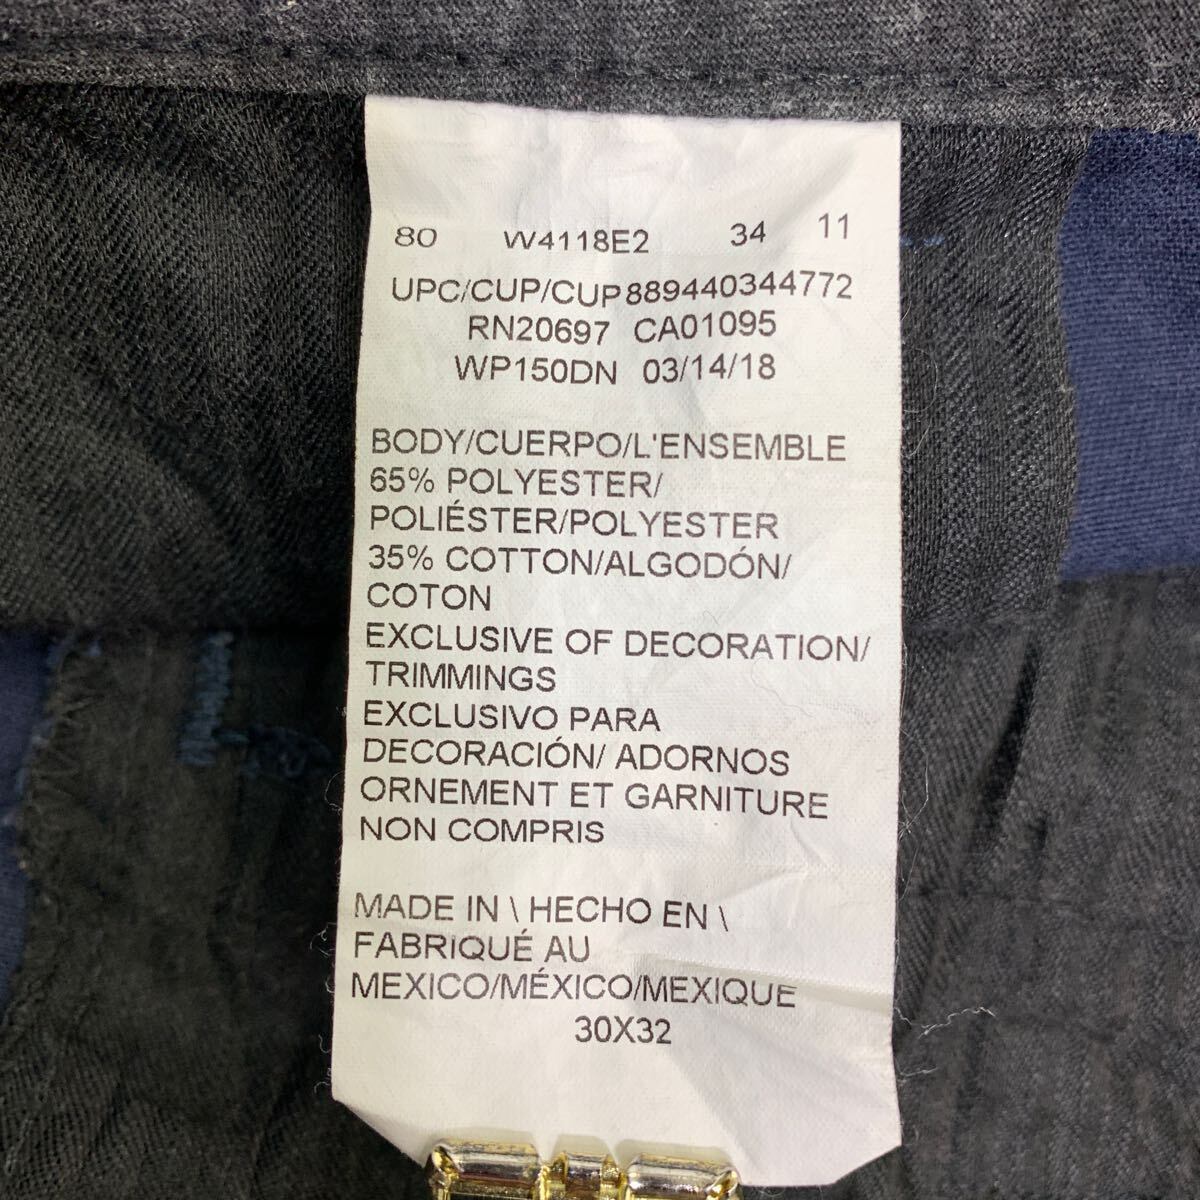 80 W4118E2 34 11
UPC/CUP/CUP889440344772
RN20697 CA01095
WP150DN 03/14/18
BODY/CUERPO/L'ENSEMBLE
65% POLYESTER/
POLIÉSTER/POLYESTER
35% COTTON/ALGODÓN/
COTON
EXCLUSIVE OF DECORATION/
TRIMMINGS
EXCLUSIVO PARA
DECORACIÓN/ ADORNOS
ORNEMENT ET GARNITURE
NON COMPRIS
MADE IN \ HECHO EN \
FABRIQUÉ AU
MEXICO/MÉXICO/MEXIQUE
30X32